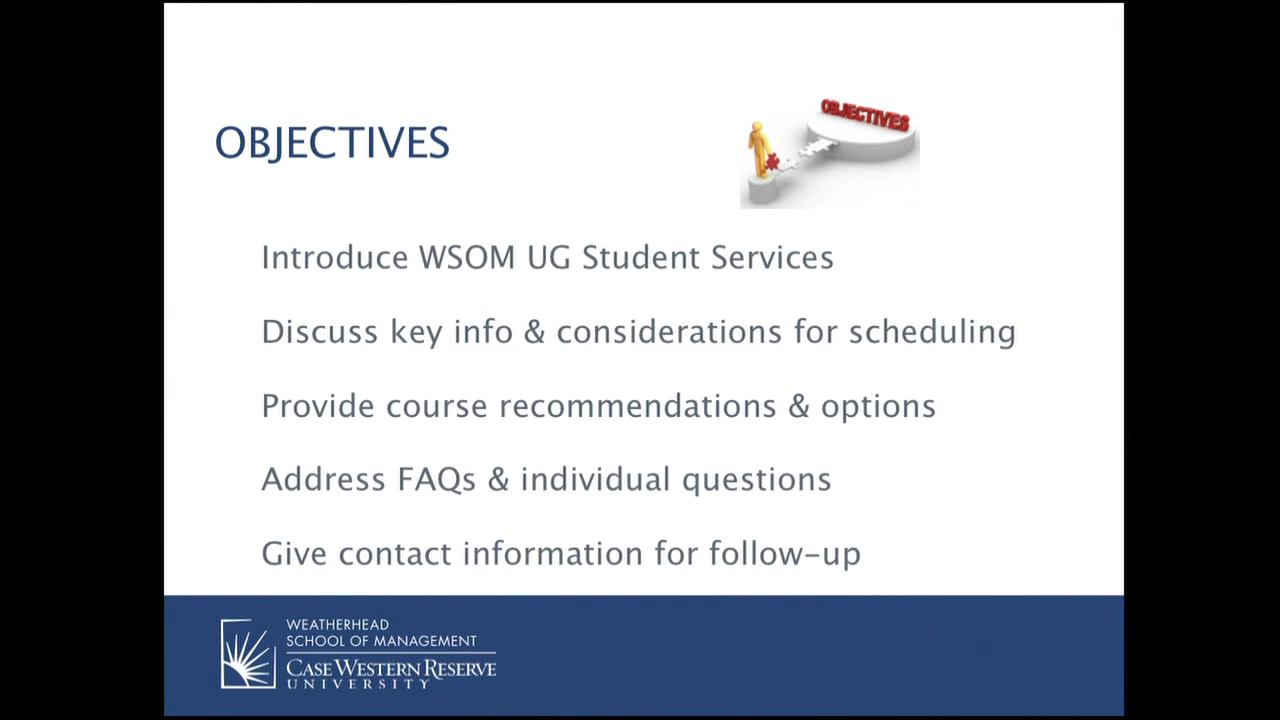 OBJECTIVES
OBJECTIVES
Introduce WSOM UG Student Services
Discuss key info & considerations for scheduling
Provide course recommendations & options
Address FAQs & individual questions
Give contact information for follow-up
WEATHERHEAD
SCHOOL OF MANAGEMENT
CASE WESTERN RESERVE
UNIVERSITY